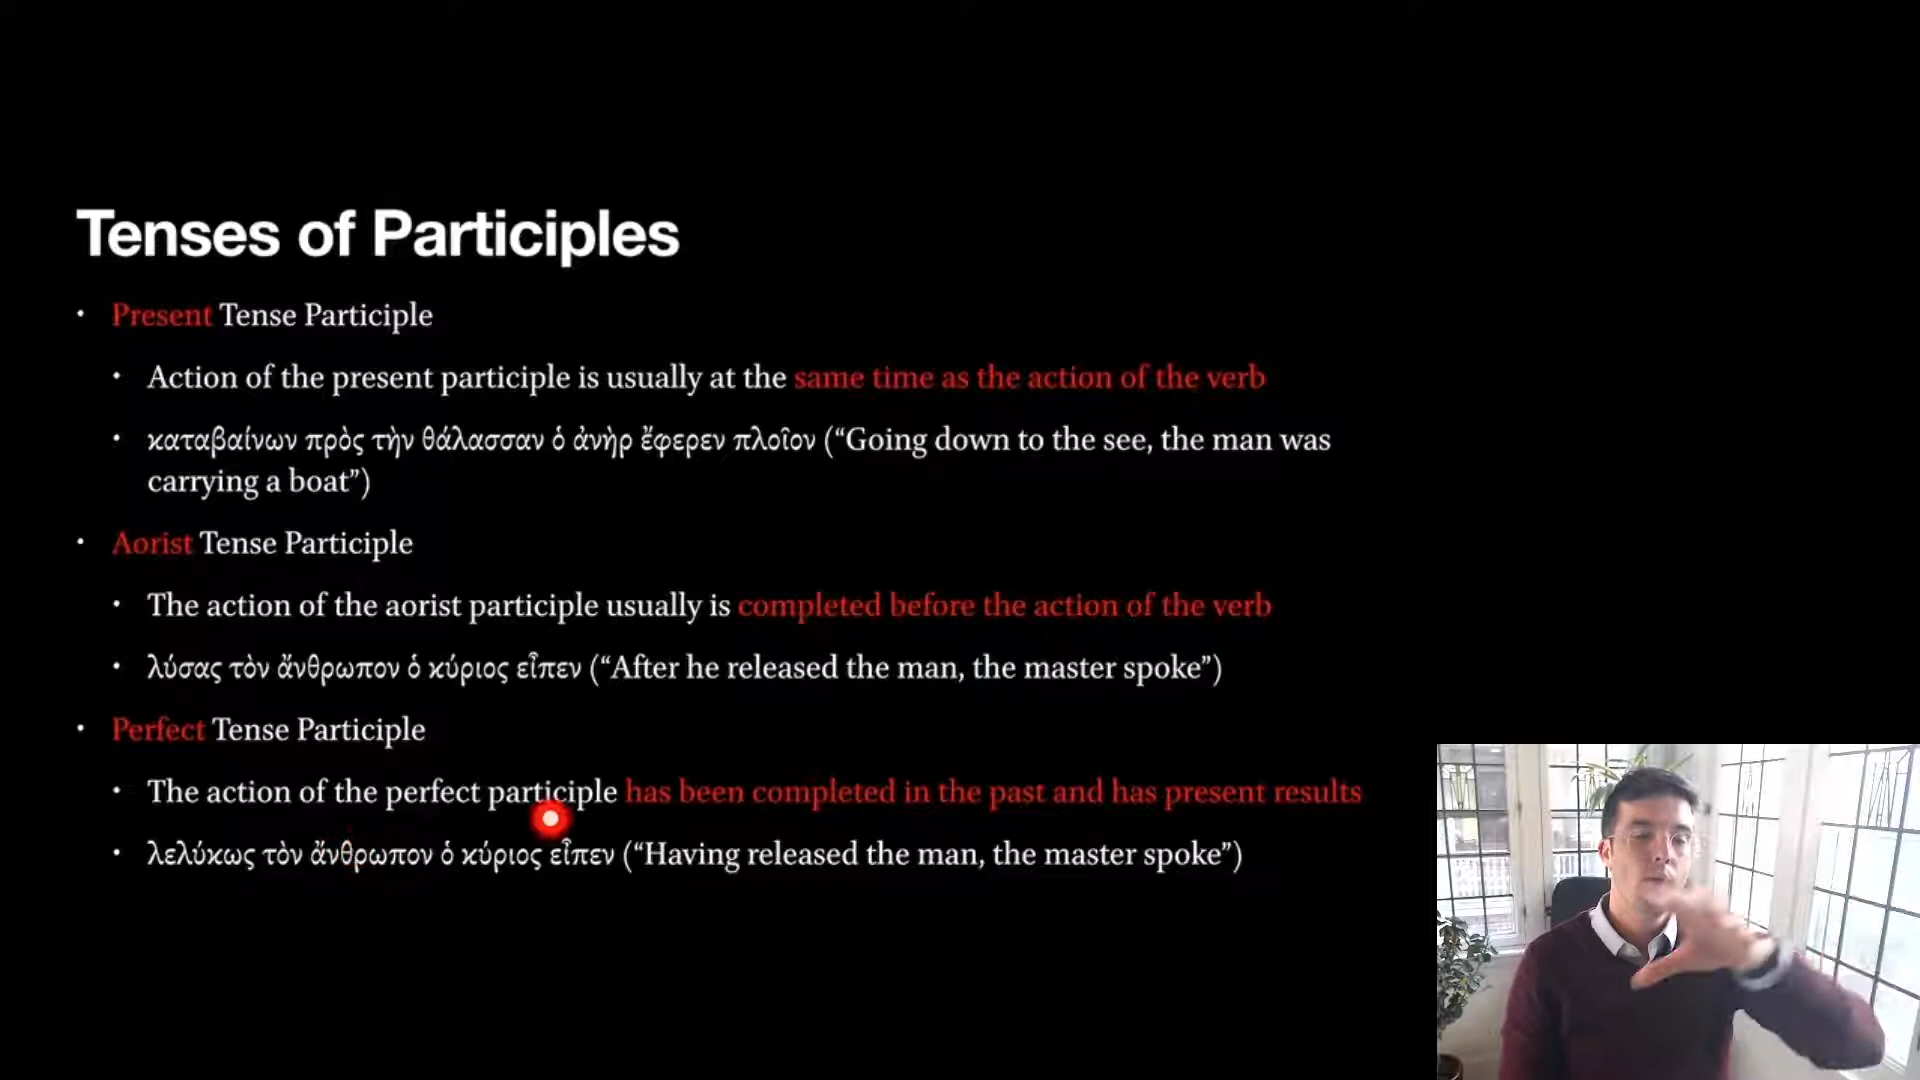 Tenses of Participles
• Present Tense Participle
• Action of the present participle is usually at the same time as the action of the verb
• καταβαίνων πρὸς τὴν θάλασσαν ὁ ἀνὴρ ἔφερεν πλοῖον (“Going down to the see, the man was
carrying a boat”)
• Aorist Tense Participle
• The action of the aorist participle usually is completed before the action of the verb
• λύσας τὸν ἄνθρωπον ὁ κύριος εἶπεν (“After he released the man, the master spoke”)
• Perfect Tense Participle
• The action of the perfect participle has been completed in the past and has present results
• λελύκως τὸν ἄνθρωπον ὁ κύριος εἶπεν (“Having released the man, the master spoke”)